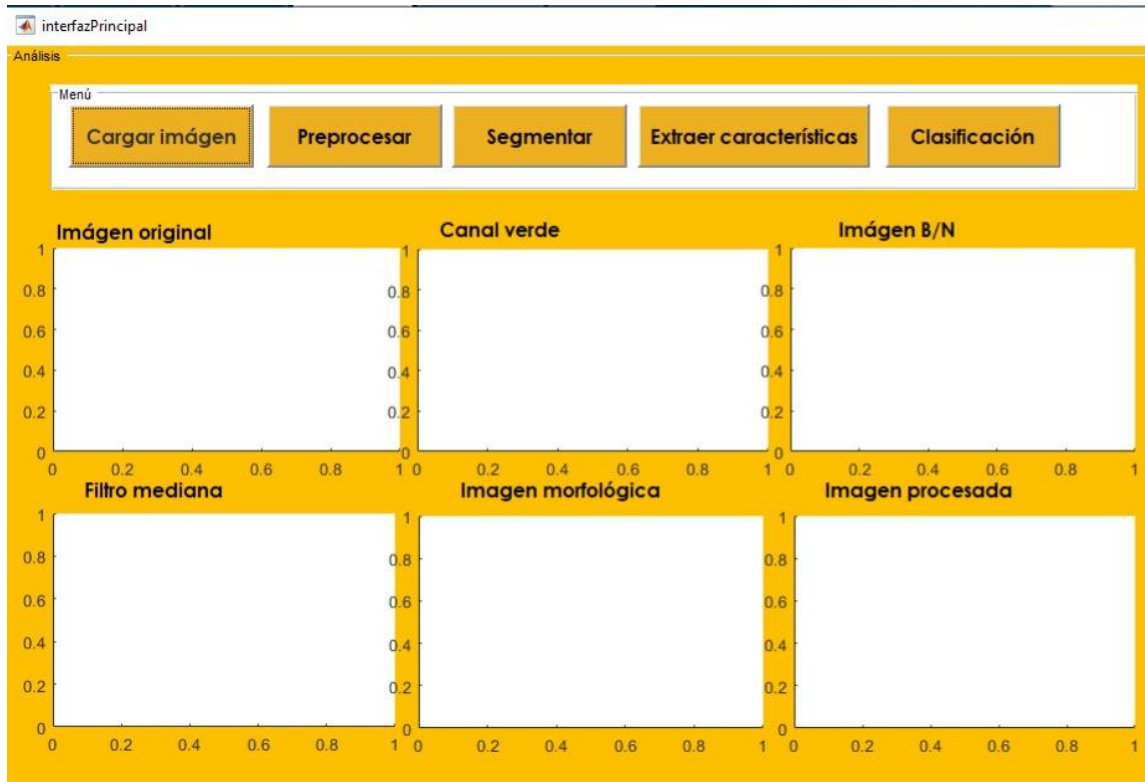 interfazPrincipal
Análisis
Menú
Cargar imágen Preprocesar Segmentar Extraer características Clasificación
Imágen original Canal verde Imágen B/N
1 1 1
0.8 0.8 0.8
0.6 0.6 0.6
0.4 0.4 0.4
0.2 0.2 0.2
0 0 0
0 0.2 0.4 0.6 0.8 1 0 0.2 0.4 0.6 0.8 1 0 0.2 0.4 0.6 0.8 1
Filtro mediana Imagen morfológica Imagen procesada
1 1 1
0.8 0.8 0.8
0.6 0.6 0.6
0.4 0.4 0.4
0.2 0.2 0.2
0 0 0
0 0.2 0.4 0.6 0.8 1 0 0.2 0.4 0.6 0.8 1 0 0.2 0.4 0.6 0.8 1